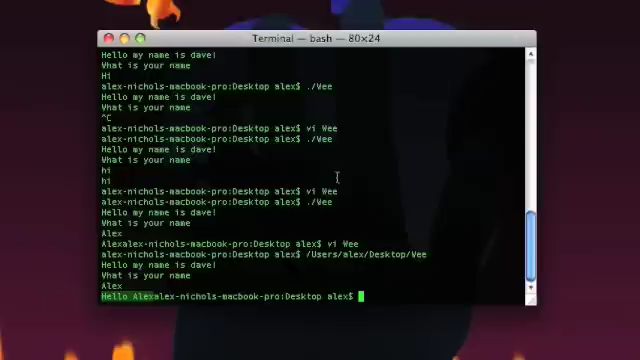 Terminal — bash — 80×24
Hello my name is dave!
What is your name
Hi
alex-nichols-macbook-pro:Desktop alex$ ./Wee
Hello my name is dave!
What is your name
^C
alex-nichols-macbook-pro:Desktop alex$ vi Wee
alex-nichols-macbook-pro:Desktop alex$ ./Wee
Hello my name is dave!
What is your name
hi
hi
alex-nichols-macbook-pro:Desktop alex$ vi Wee
alex-nichols-macbook-pro:Desktop alex$ ./Wee
Hello my name is dave!
What is your name
Alex
Alexalex-nichols-macbook-pro:Desktop alex$ vi Wee
alex-nichols-macbook-pro:Desktop alex$ /Users/alex/Desktop/Wee
Hello my name is dave!
What is your name
Alex
Hello Alexalex-nichols-macbook-pro:Desktop alex$